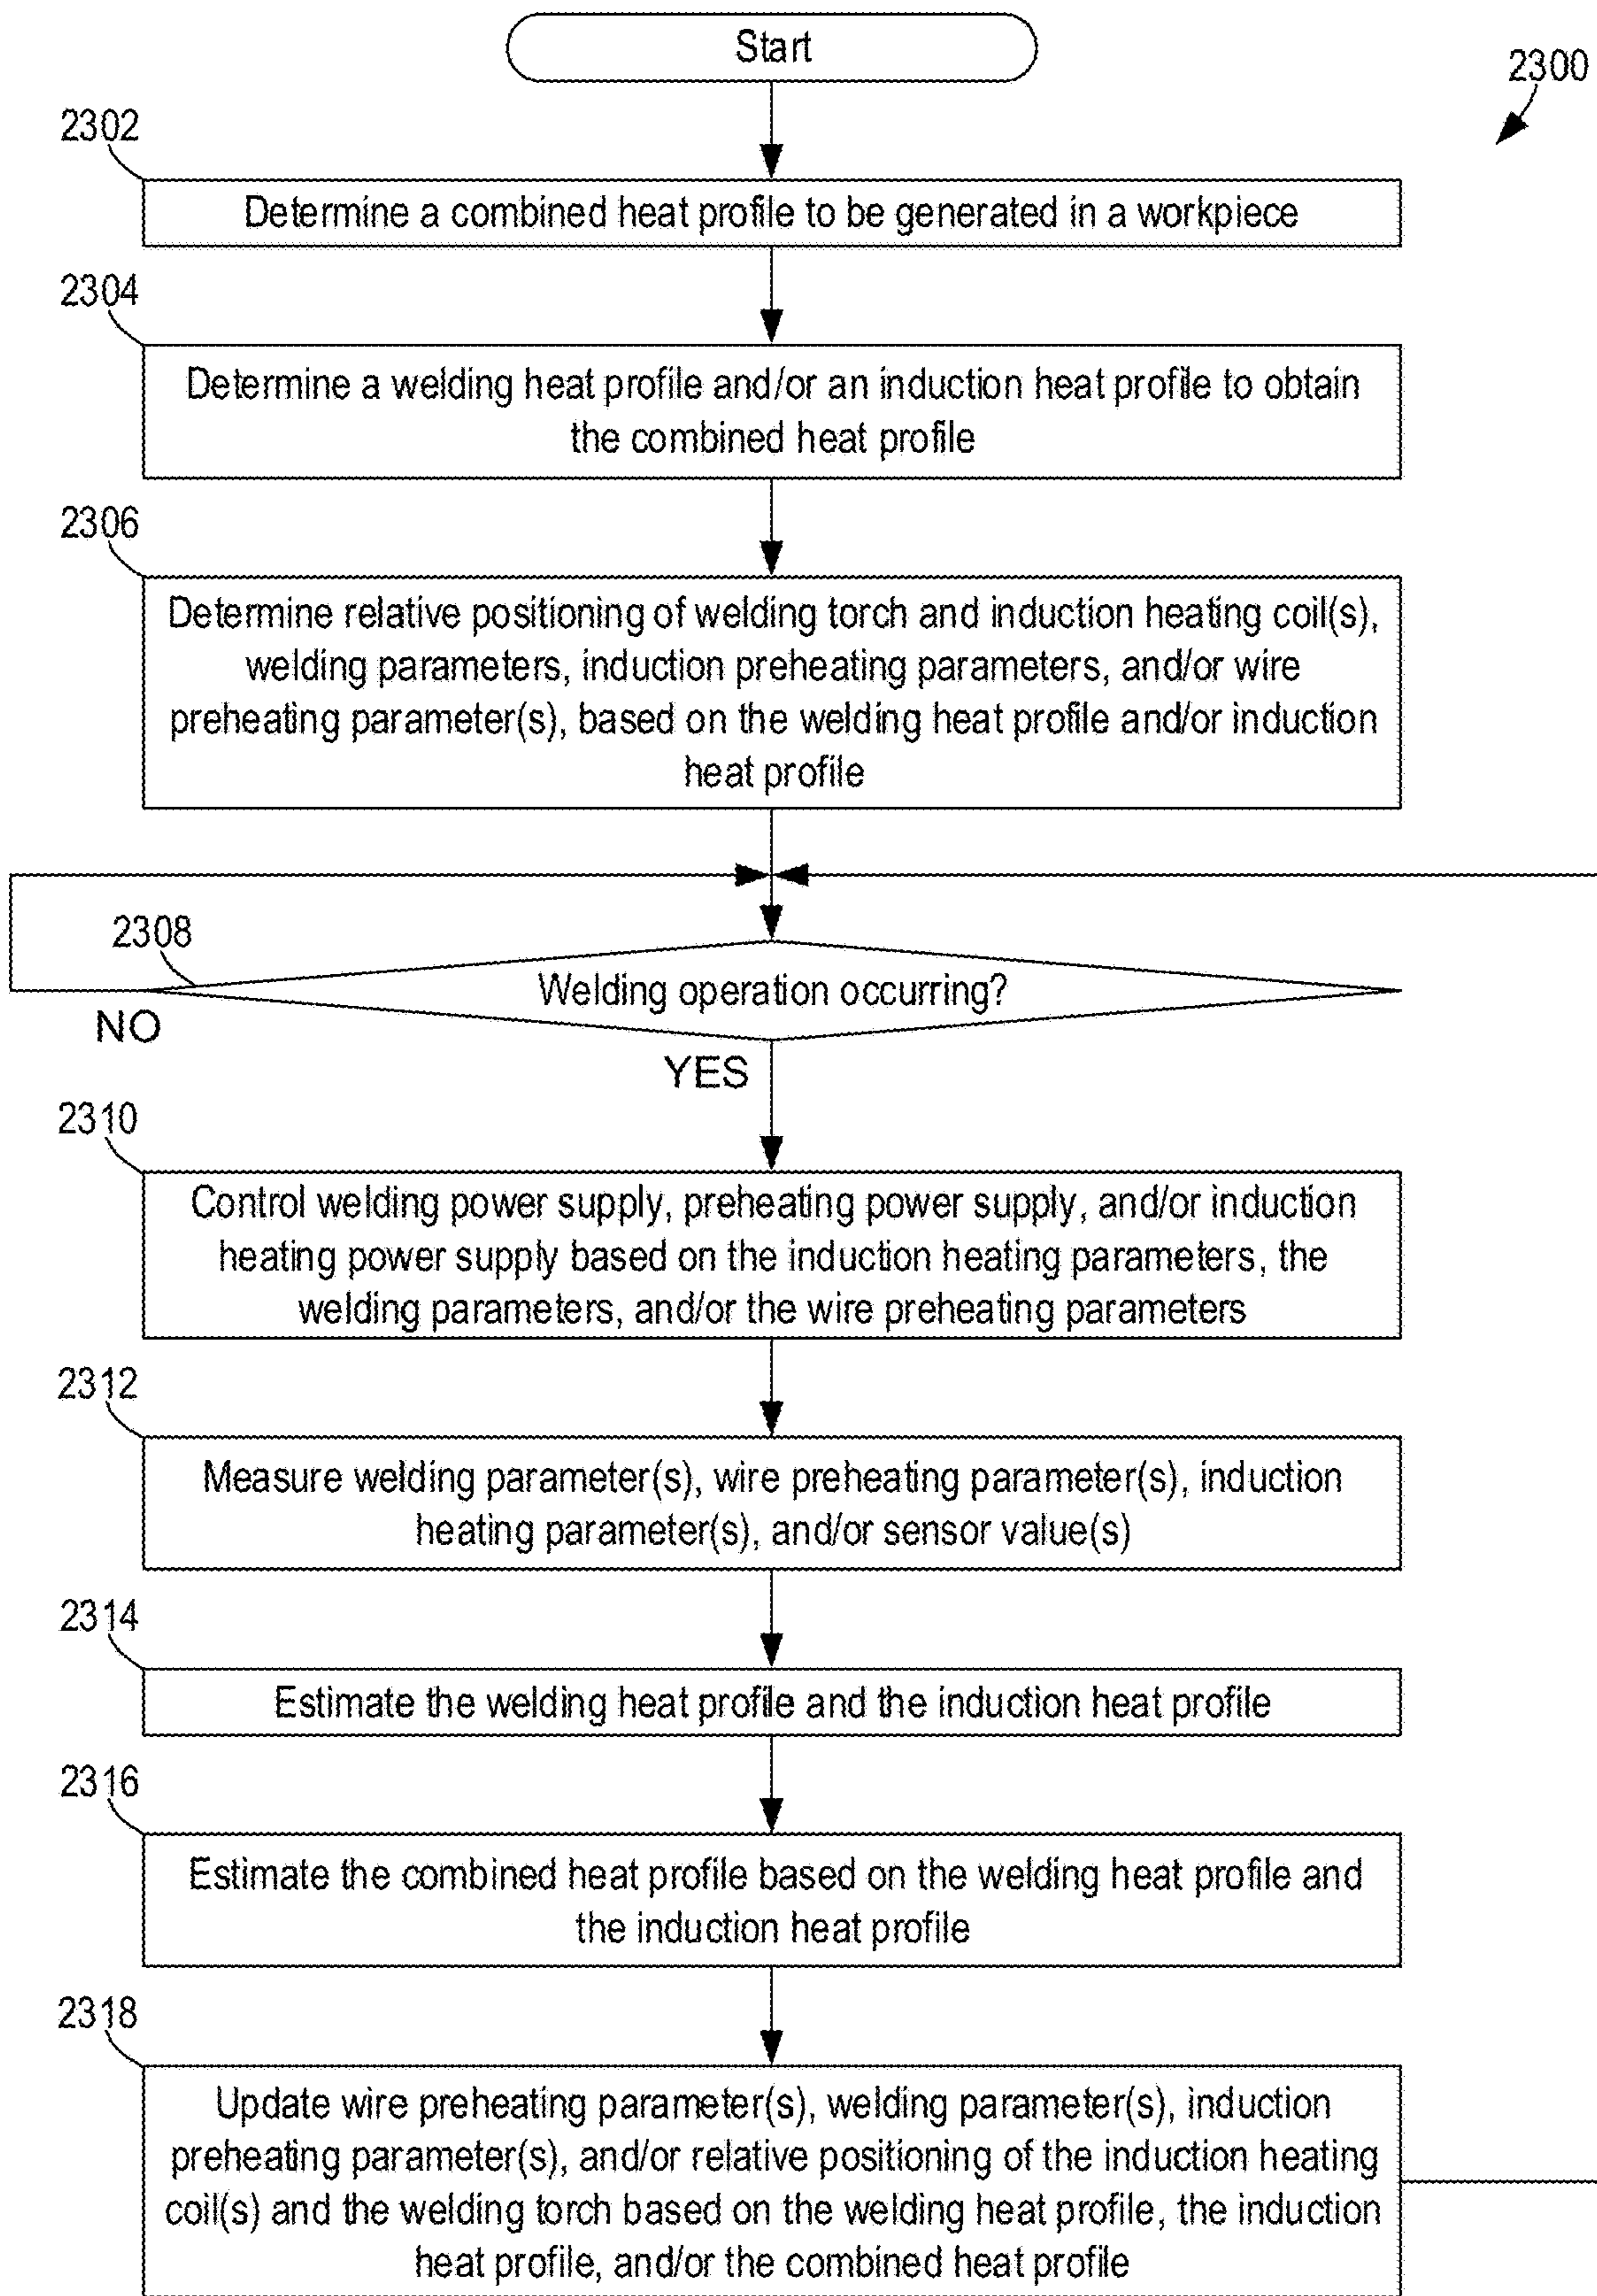 Start
2300
2302
Determine a combined heat profile to be generated in a workpiece
2304
Determine a welding heat profile and/or an induction heat profile to obtain
the combined heat profile
2306
Determine relative positioning of welding torch and induction heating coil(s),
welding parameters, induction preheating parameters, and/or wire
preheating parameter(s), based on the welding heat profile and/or induction
heat profile
2308
Welding operation occurring?
NO
YES
2310
Control welding power supply, preheating power supply, and/or induction
heating power supply based on the induction heating parameters, the
welding parameters, and/or the wire preheating parameters
2312
Measure welding parameter(s), wire preheating parameter(s), induction
heating parameter(s), and/or sensor value(s)
2314
Estimate the welding heat profile and the induction heat profile
2316
Estimate the combined heat profile based on the welding heat profile and
the induction heat profile
2318
Update wire preheating parameter(s), welding parameter(s), induction
preheating parameter(s), and/or relative positioning of the induction heating
coil(s) and the welding torch based on the welding heat profile, the induction
heat profile, and/or the combined heat profile